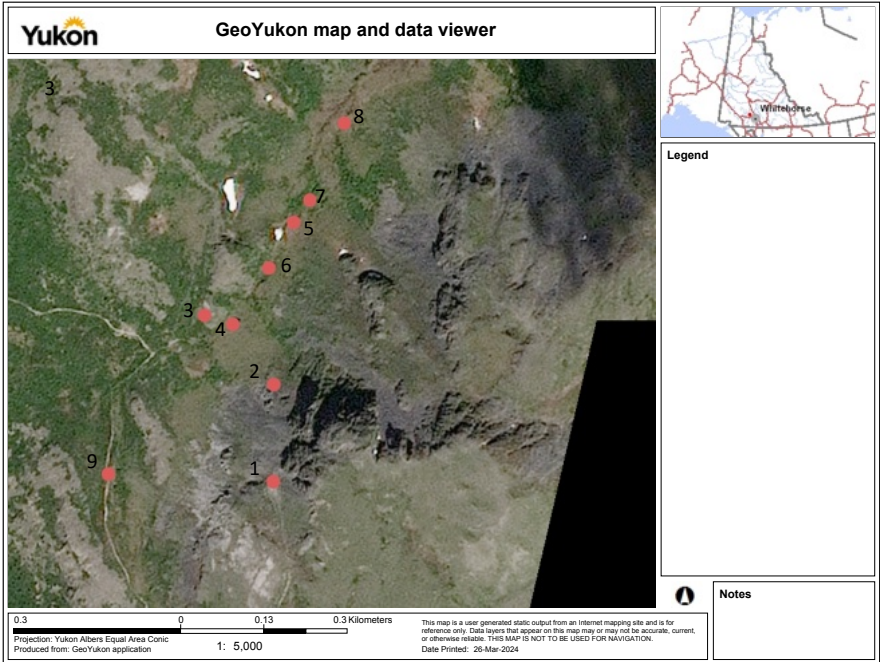 Yukon
GeoYukon map and data viewer
Whitehorse
Legend
3
8
7
5
6
3
4
2
9
1
Notes
0.3 0 0.13 0.3 Kilometers
Projection: Yukon Albers Equal Area Conic
Produced from: GeoYukon application
1: 5,000
This map is a user generated static output from an Internet mapping site and is for
reference only. Data layers that appear on this map may or may not be accurate, current,
or otherwise reliable. THIS MAP IS NOT TO BE USED FOR NAVIGATION.
Date Printed: 26-Mar-2024